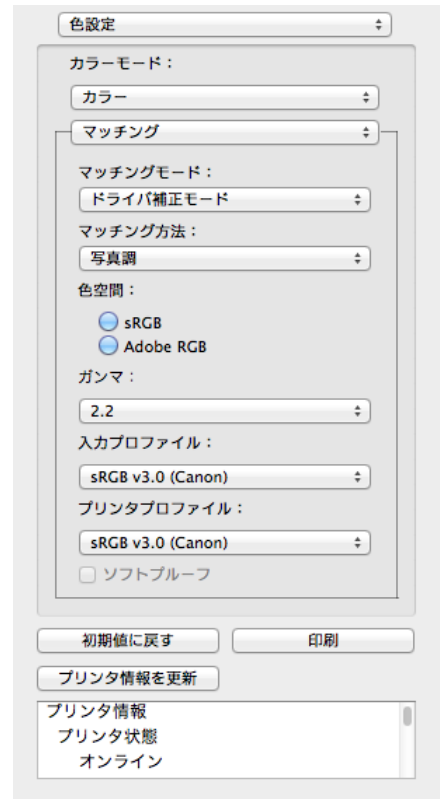 色設定
カラーモード：
カラー
マッチング
マッチングモード：
ドライバ補正モード
マッチング方法：
写真調
色空間：
sRGB
Adobe RGB
ガンマ：
2.2
入力プロファイル：
sRGB v3.0 (Canon)
プリンタプロファイル：
sRGB v3.0 (Canon)
ソフトプルーフ
初期値に戻す 印刷
プリンタ情報を更新
プリンタ情報
プリンタ状態
オンライン